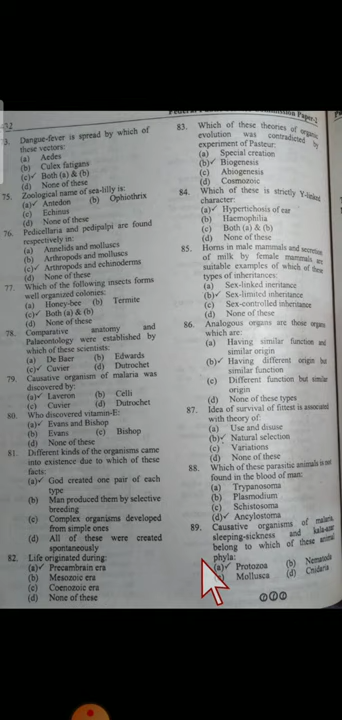 Paper-2
73. Dangue-fever is spread by which of
these vectors:
(a) Aedes
(b) Culex fatigans
(c)✓ Both (a) & (b)
(d) None of these
75. Zoological name of sea-lilly is:
(a)✓ Antedon (b) Ophiothrix
(c) Echinus
(d) None of these
76. Pedicellaria and pedipalpi are found
respectively in:
(a) Annelids and molluscs
(b) Arthropods and molluscs
(c)✓ Arthropods and echinoderms
(d) None of these
77. Which of the following insects forms
well organized colonies:
(a) Honey-bee (b) Termite
(c)✓ Both (a) & (b)
(d) None of these
78. Comparative anatomy and
Palaeontology were established by
which of these scientists:
(a) De Baer (b) Edwards
(c)✓ Cuvier (d) Dutrochet
79. Causative organism of malaria was
discovered by:
(a)✓ Laveron (b) Cells
(c) Cuvier (d) Dutrochet
80. Who discovered vitamin-E:
(a)✓ Evans and Bishop
(b) Evans (c) Bishop
(d) None of these
81. Different kinds of the organisms came
into existence due to which of these
facts:
(a)✓ God created one pair of each
type
(b) Man produced them by selective
breeding
(c) Complex organisms developed
from simple ones
(d) All of these were created
spontaneously
82. Life originated during:
(a)✓ Precambrain era
(b) Mesozoic era
(c) Coenozoic era
(d) None of these
83. Which of these theories of organic
evolution was contradicted by
experiment of Pasteur:
(a) Special creation
(b)✓ Biogenesis
(c) Abiogenesis
(d) Cosmozoic
84. Which of these is strictly Y-linked
character:
(a)✓ Hypertichosis of ear
(b) Haemophilia
(c) Both (a) & (b)
(d) None of these
85. Horns in male mammals and secretion
of milk by female mammals are
suitable examples of which of these
types of inheritances:
(a) Sex-linked ineritance
(b)✓ Sex-limited inheritance
(c) Sex-controlled inheritance
(d) None of these
86. Analogous organs are those organs
which are:
(a) Having similar function and
similar origin
(b)✓ Having different origin but
similar function
(c) Different function but similar
origin
(d) None of these types
87. Idea of survival of fittest is associated
with theory of:
(a) Use and disuse
(b)✓ Natural selection
(c) Variations
(d) None of these
88. Which of these parasitic animals is not
found in the blood of man:
(a) Trypanosoma
(b) Plasmodium
(c) Schistosoma
(d)✓ Ancylostoma
89. Causative organisms of malaria,
sleeping-sickness and kala-azar
belong to which of these animal
phyla:
(a)✓ Protozoa (b) Nematoda
Mollusca (d) Cnidaria